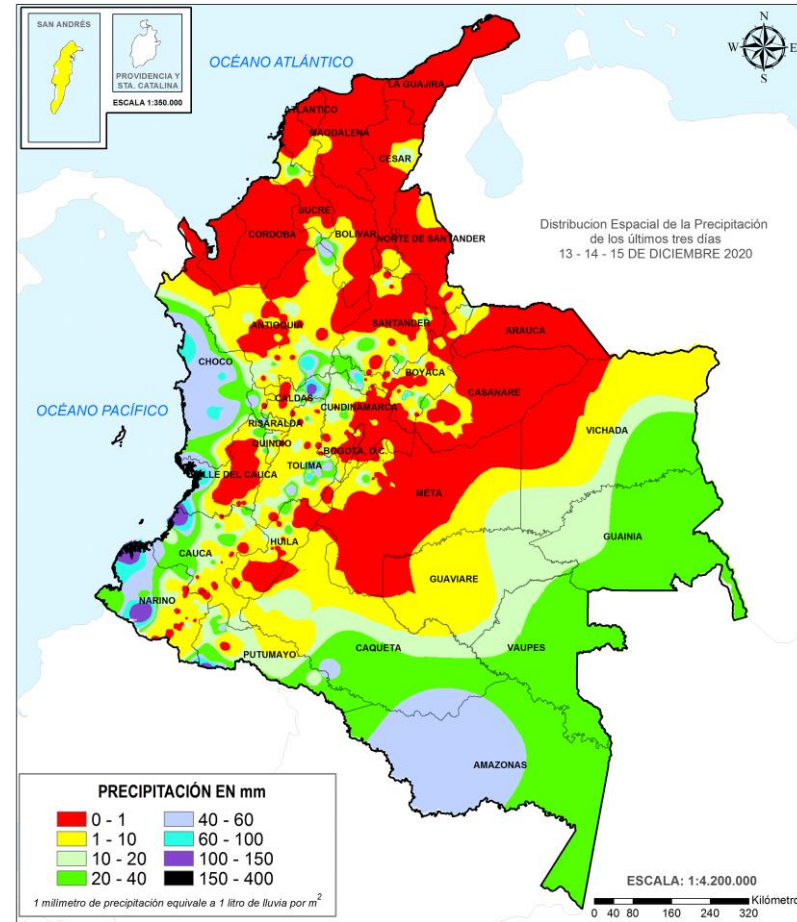 SAN ANDRÉS
PROVIDENCIA Y
STA. CATALINA
ESCALA 1:350.000
OCÉANO ATLÁNTICO
N
W E
S
LA GUAJIRA
ATLANTICO
MAGDALENA
CESAR
Distribucion Espacial de la Precipitación
de los últimos tres días
13 - 14 - 15 DE DICIEMBRE 2020
SUCRE
CORDOBA
BOLIVAR
NORTE DE SANTANDER
ANTIOQUIA
SANTANDER
ARAUCA
CHOCO
BOYACA
CASANARE
OCÉANO PACÍFICO
CALDAS
CUNDINAMARCA
RISARALDA
VICHADA
QUINDIO
BOGOTA, D.C.
TOLIMA
VALLE DEL CAUCA
META
GUAINIA
CAUCA
HUILA
GUAVIARE
NARIÑO
PUTUMAYO
CAQUETA
VAUPES
AMAZONAS
PRECIPITACIÓN EN mm
0 - 1
40 - 60
1 - 10
60 - 100
10 - 20
100 - 150
20 - 40
150 - 400
1 milímetro de precipitación equivale a 1 litro de lluvia por m²
ESCALA: 1:4.200.000
Kilómetro
0 40 80 160 240 320